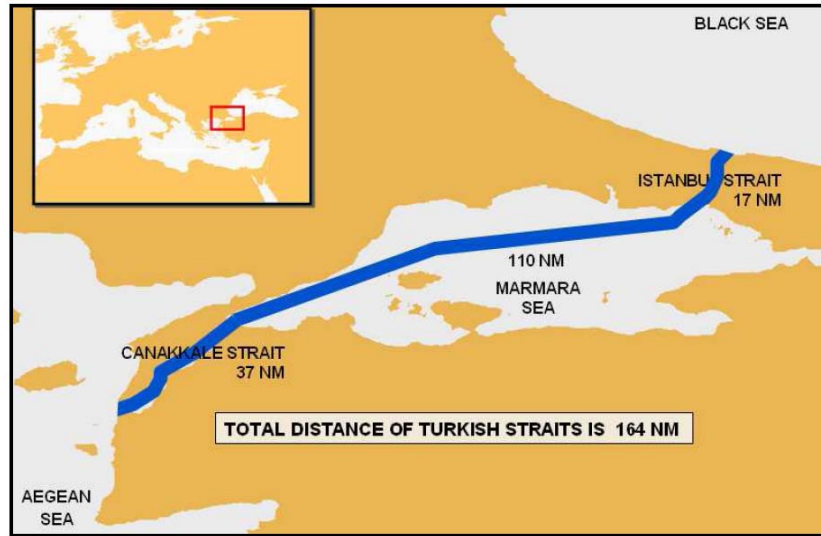 BLACK SEA
ISTANBUL STRAIT
17 NM
110 NM
MARMARA
SEA
CANAKKALE STRAIT
37 NM
TOTAL DISTANCE OF TURKISH STRAITS IS 164 NM
AEGEAN
SEA